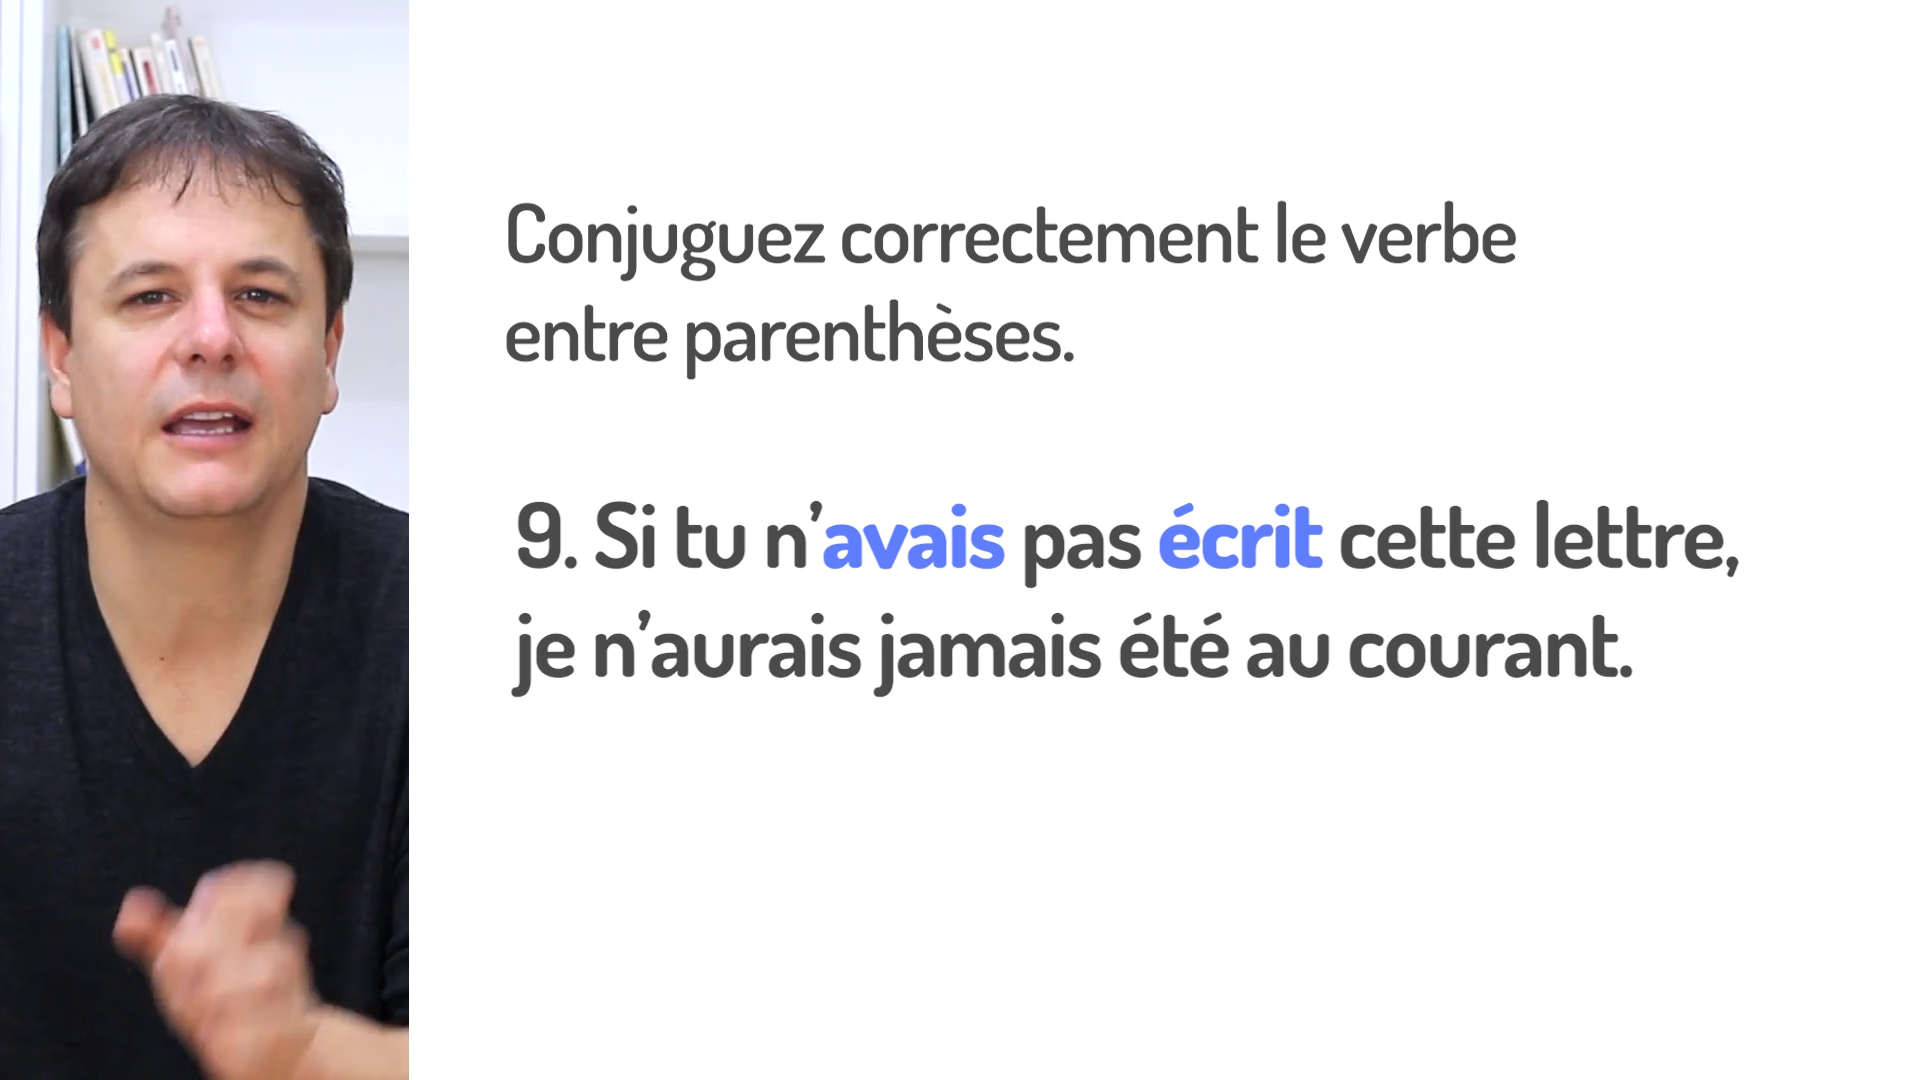 Conjuguez correctement le verbe
entre parenthèses.
9. Si tu n’avais pas écrit cette lettre,
je n’aurais jamais été au courant.